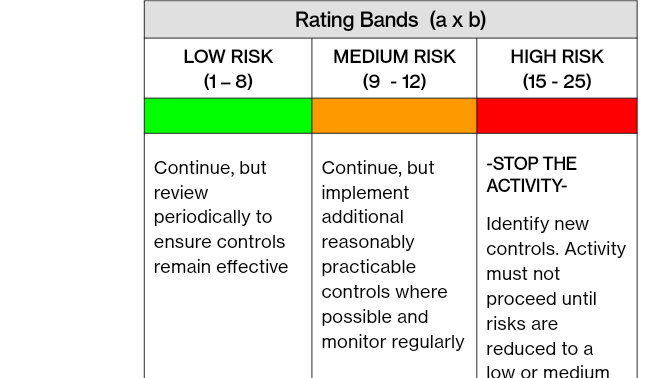 Rating Bands (a x b)
LOW RISK
(1 – 8)
MEDIUM RISK
(9 - 12)
HIGH RISK
(15 - 25)
Continue, but
review
periodically to
ensure controls
remain effective
Continue, but
implement
additional
reasonably
practicable
controls where
possible and
monitor regularly
-STOP THE
ACTIVITY-
Identify new
controls. Activity
must not
proceed until
risks are
reduced to a
low or medium